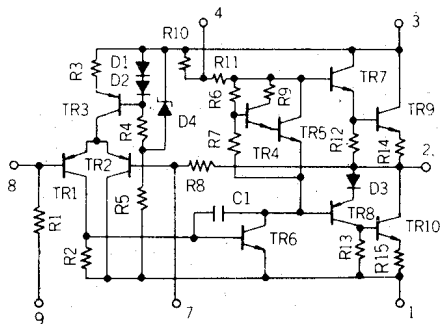 4
3
R10
R11
R3
D1
D2
TR3
R4
D4
R6
R9
R7
TR4
TR5
TR7
TR9
R12
R14
2
8
TR1
TR2
R5
R8
D3
C1
TR6
TR8
R13
TR10
R15
R1
R2
9
7
1